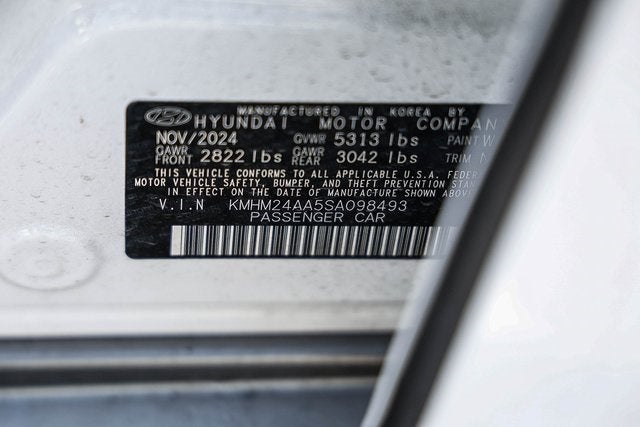 MANUFACTURED IN KOREA BY
HYUNDAI MOTOR COMPAN
NOV/2024 GVWR 5313 lbs PAINT W
GAWR FRONT 2822 lbs GAWR REAR 3042 lbs TRIM N
THIS VEHICLE CONFORMS TO ALL APPLICABLE U.S.A. FEDER
MOTOR VEHICLE SAFETY, BUMPER, AND THEFT PREVENTION STAN
IN EFFECT ON THE DATE OF MANUFACTURE SHOWN ABOVE
V.I.N KMHM24AA5SA098493
PASSENGER CAR